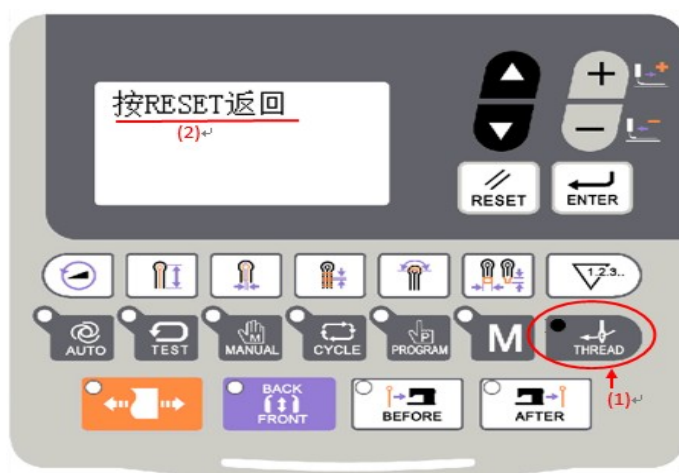 按RESET返回
(2)↵
+
−
RESET
ENTER
1.2.3..
AUTO
TEST
M
MANUAL
CYCLE
P
PROGRAM
M
THREAD
(1)↵
BACK
FRONT
BEFORE
AFTER